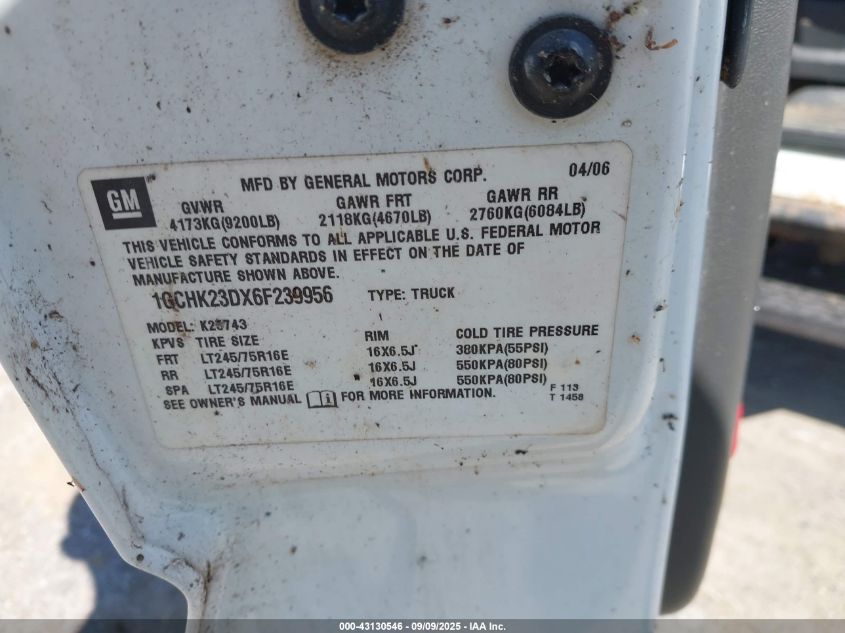 GM
MFD BY GENERAL MOTORS CORP. 04/06
GVWR GAWR FRT GAWR RR
4173KG(9200LB) 2118KG(4670LB) 2760KG(6084LB)
THIS VEHICLE CONFORMS TO ALL APPLICABLE U.S. FEDERAL MOTOR
VEHICLE SAFETY STANDARDS IN EFFECT ON THE DATE OF
MANUFACTURE SHOWN ABOVE.
1GCHK23DX6F239956 TYPE: TRUCK
MODEL:
KPVS TIRE SIZE RIM COLD TIRE PRESSURE
FRT LT245/75R16E 16X6.5J 380KPA(55PSI)
RR LT245/75R16E 16X6.5J 550KPA(80PSI)
SPA LT245/75R16E 16X6.5J 550KPA(80PSI)
SEE OWNER'S MANUAL i FOR MORE INFORMATION. F 113
T 1458
000-43130546 - 09/09/2025 - IAA Inc.